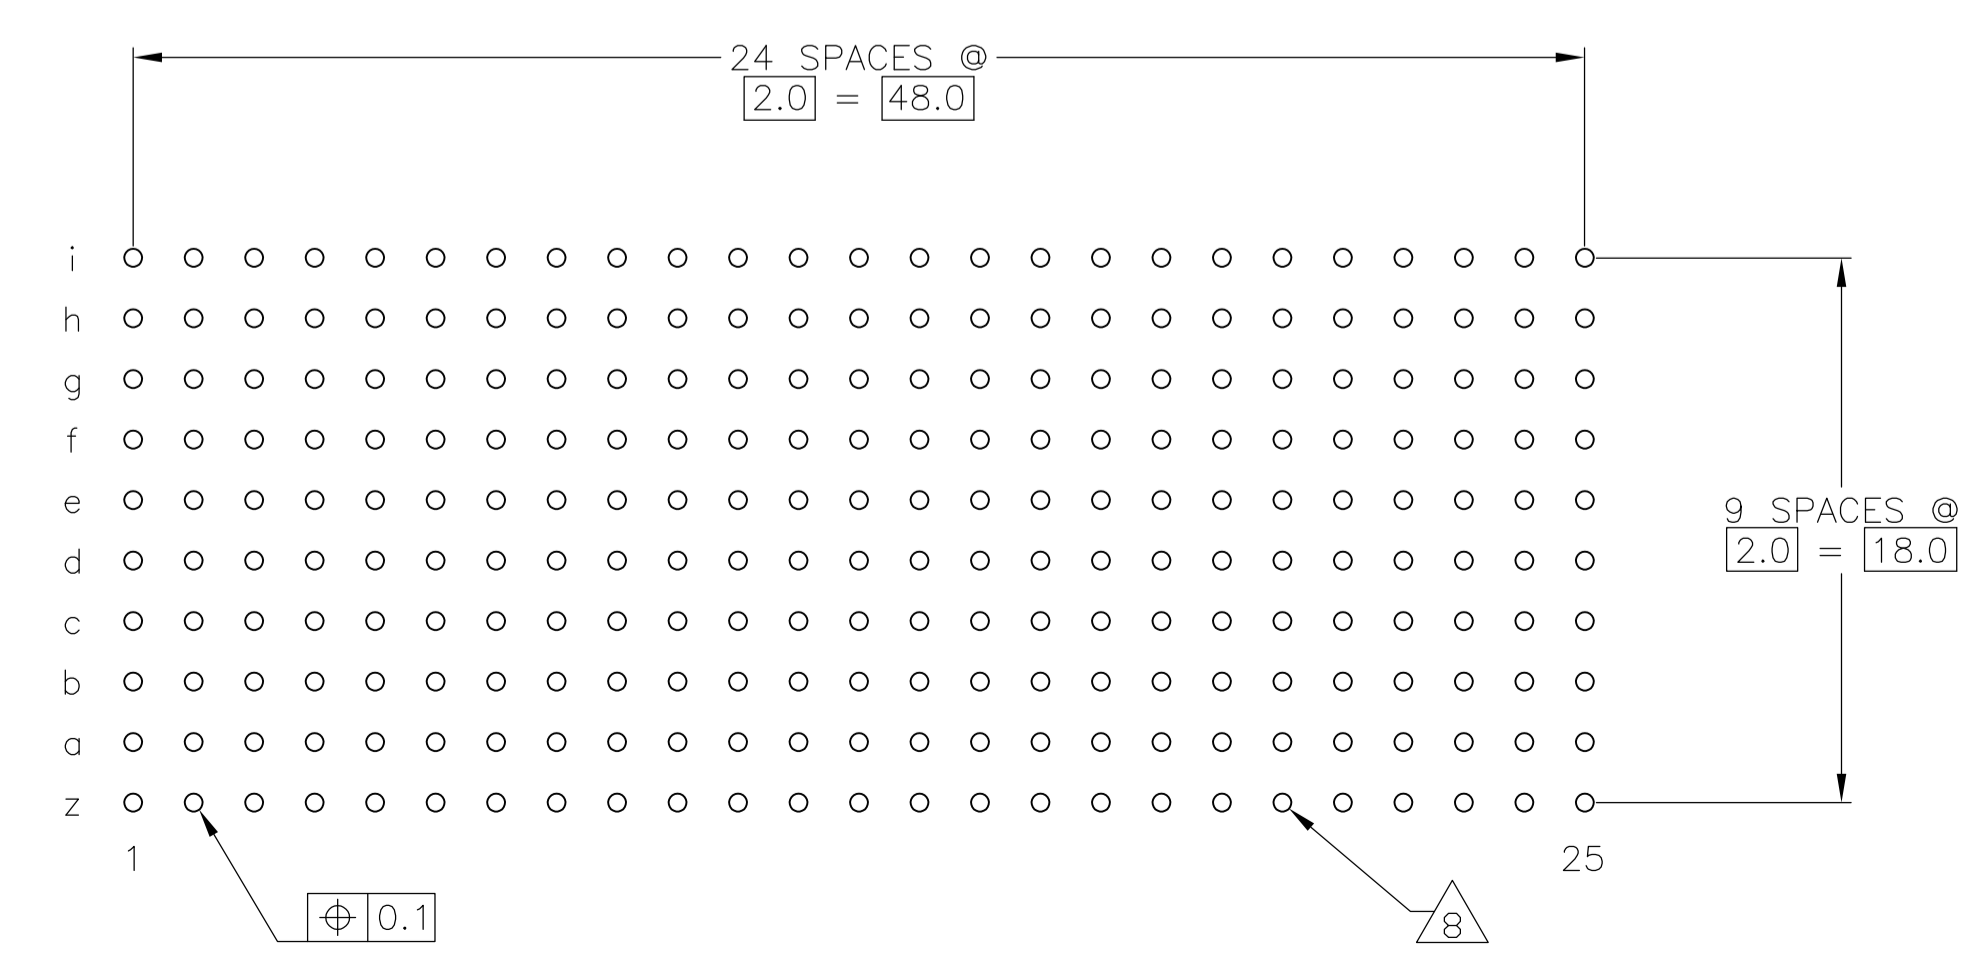 24 SPACES @
2.0 = 48.0
i
h
g
f
e
d
c
b
a
z
9 SPACES @
2.0 = 18.0
1
25
⌖ 0.1
8